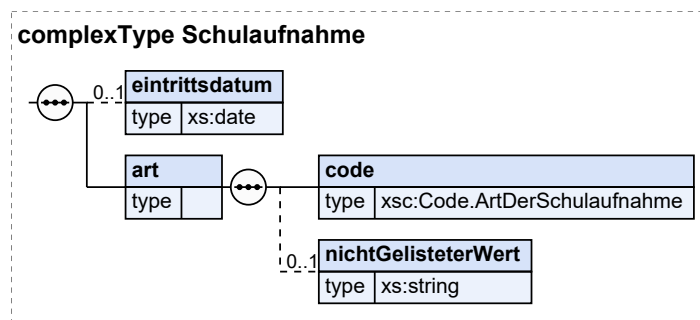 complexType Schulaufnahme
0..1
eintrittsdatum
type xs:date
art
type
code
type xsc:Code.ArtDerSchulaufnahme
0..1
nichtGelisteterWert
type xs:string